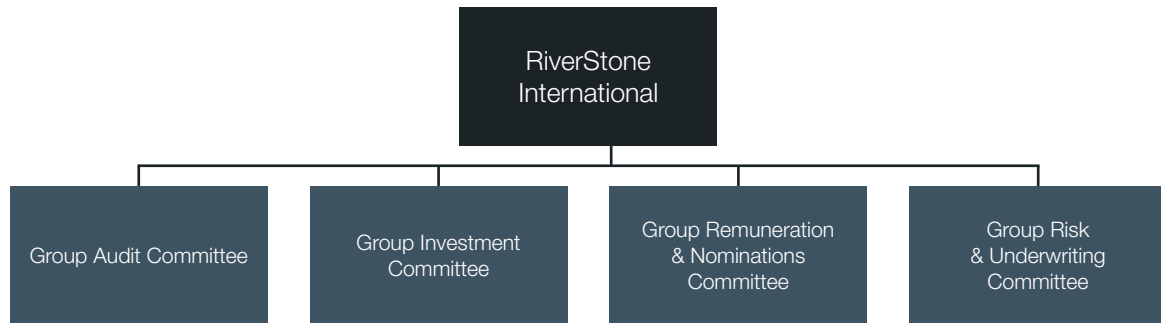 RiverStone
International
Group Audit Committee
Group Investment
Committee
Group Remuneration
& Nominations
Committee
Group Risk
& Underwriting
Committee